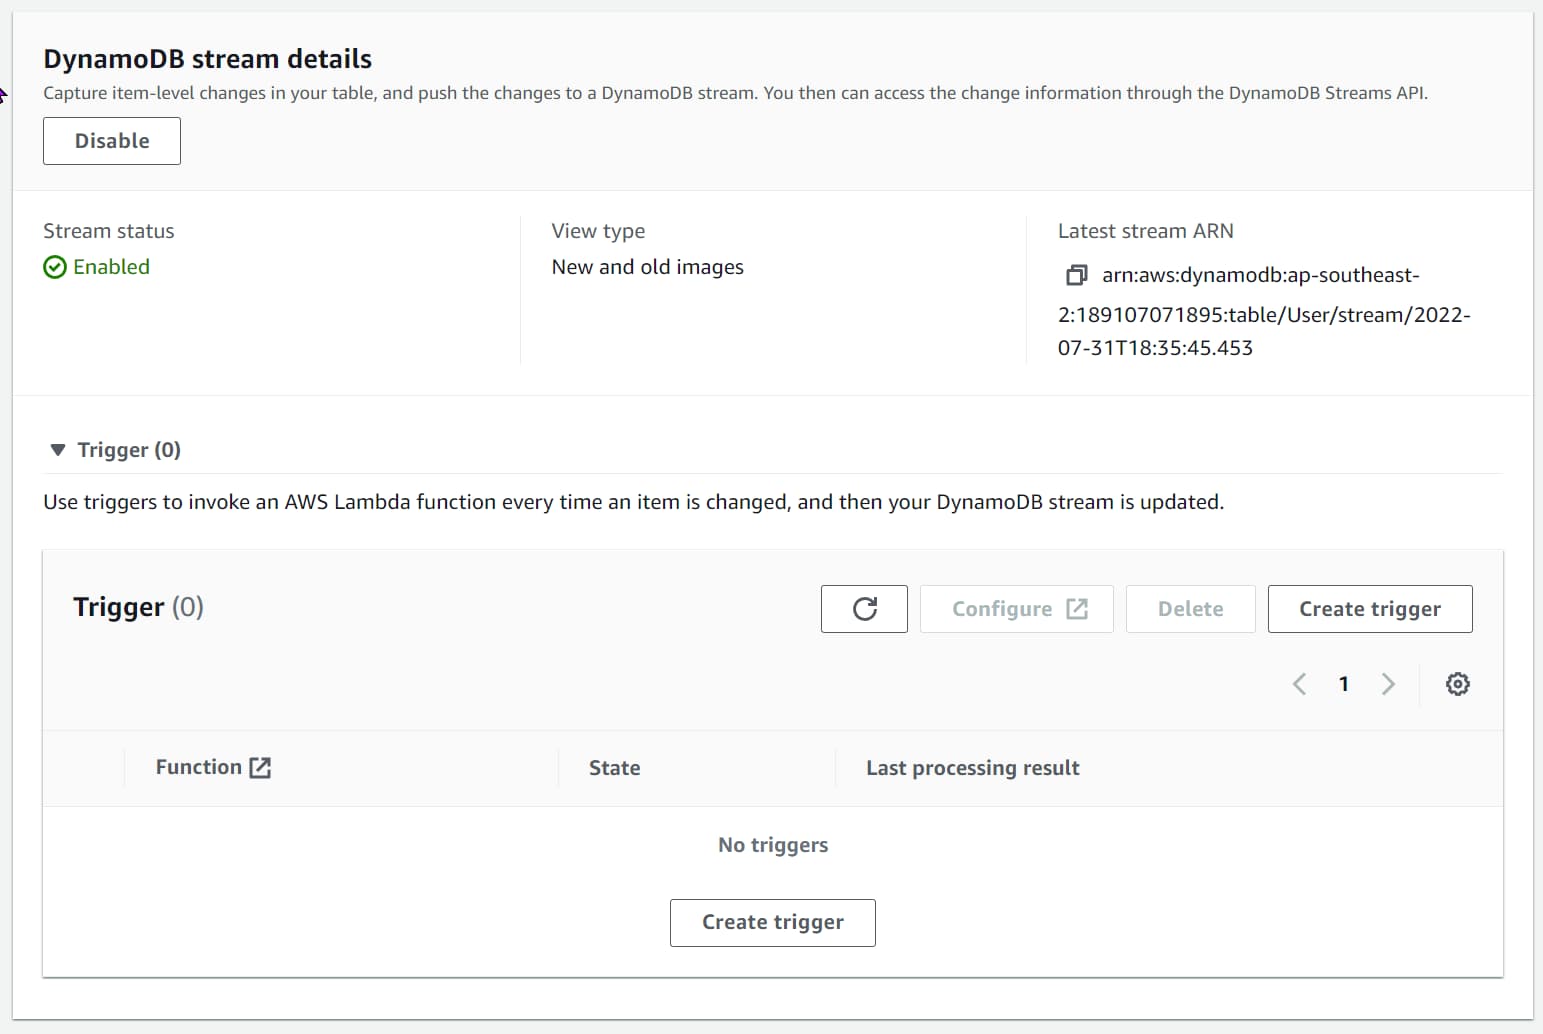 DynamoDB stream details
Capture item-level changes in your table, and push the changes to a DynamoDB stream. You then can access the change information through the DynamoDB Streams API.
Disable
Stream status
Enabled
View type
New and old images
Latest stream ARN
arn:aws:dynamodb:ap-southeast-
2:189107071895:table/User/stream/2022-
07-31T18:35:45.453
Trigger (0)
Use triggers to invoke an AWS Lambda function every time an item is changed, and then your DynamoDB stream is updated.
Trigger (0)
Configure
Delete
Create trigger
1
Function
State
Last processing result
No triggers
Create trigger